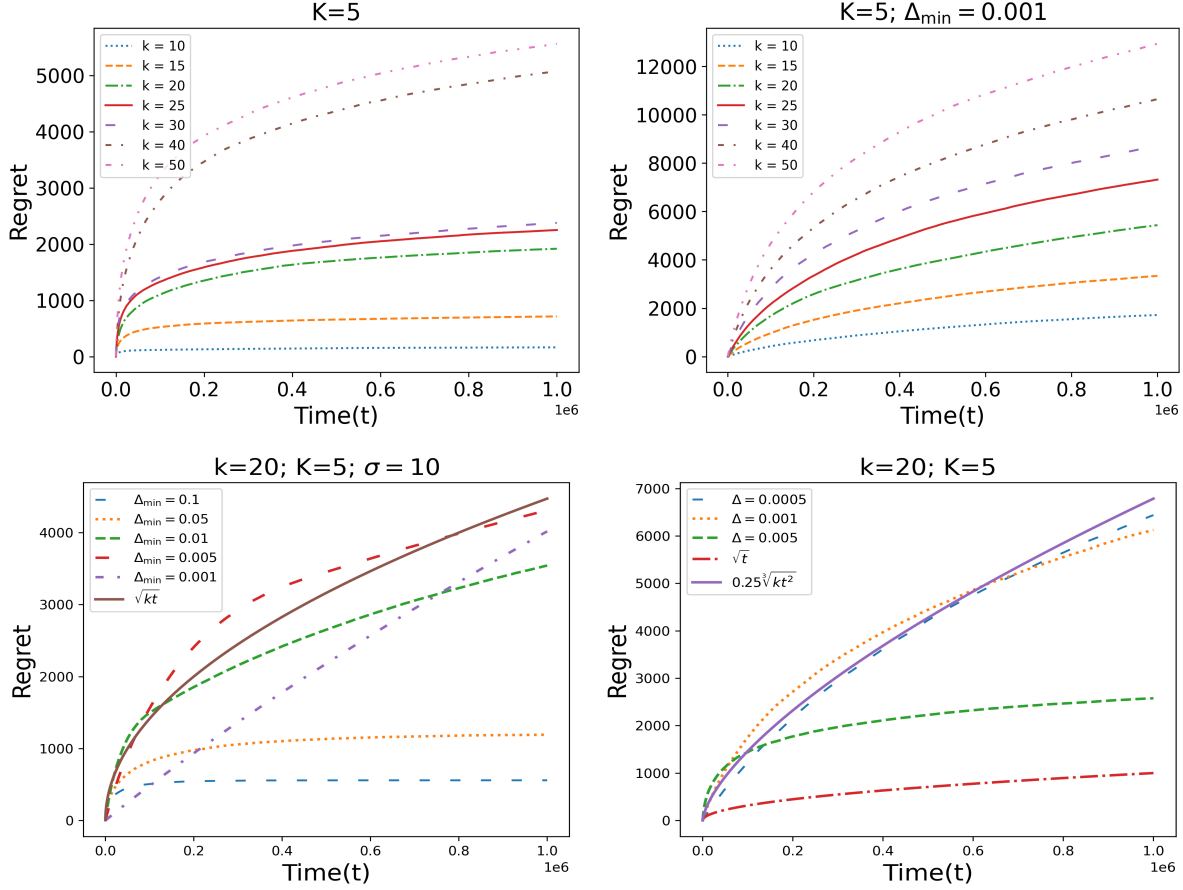 K=5
k = 10
k = 15
k = 20
k = 25
k = 30
k = 40
k = 50
Regret
5000
4000
3000
2000
1000
0
0.0 0.2 0.4 0.6 0.8 1.0
1e6
Time(t)
K=5; Δmin = 0.001
k = 10
k = 15
k = 20
k = 25
k = 30
k = 40
k = 50
Regret
12000
10000
8000
6000
4000
2000
0
0.0 0.2 0.4 0.6 0.8 1.0
1e6
Time(t)
k=20; K=5; σ = 10
Δmin = 0.1
Δmin = 0.05
Δmin = 0.01
Δmin = 0.005
Δmin = 0.001
√kt
Regret
4000
3000
2000
1000
0
0.0 0.2 0.4 0.6 0.8 1.0
1e6
Time(t)
k=20; K=5
Δ = 0.0005
Δ = 0.001
Δ = 0.005
√t
0.25∛kt²
Regret
7000
6000
5000
4000
3000
2000
1000
0
0.0 0.2 0.4 0.6 0.8 1.0
1e6
Time(t)